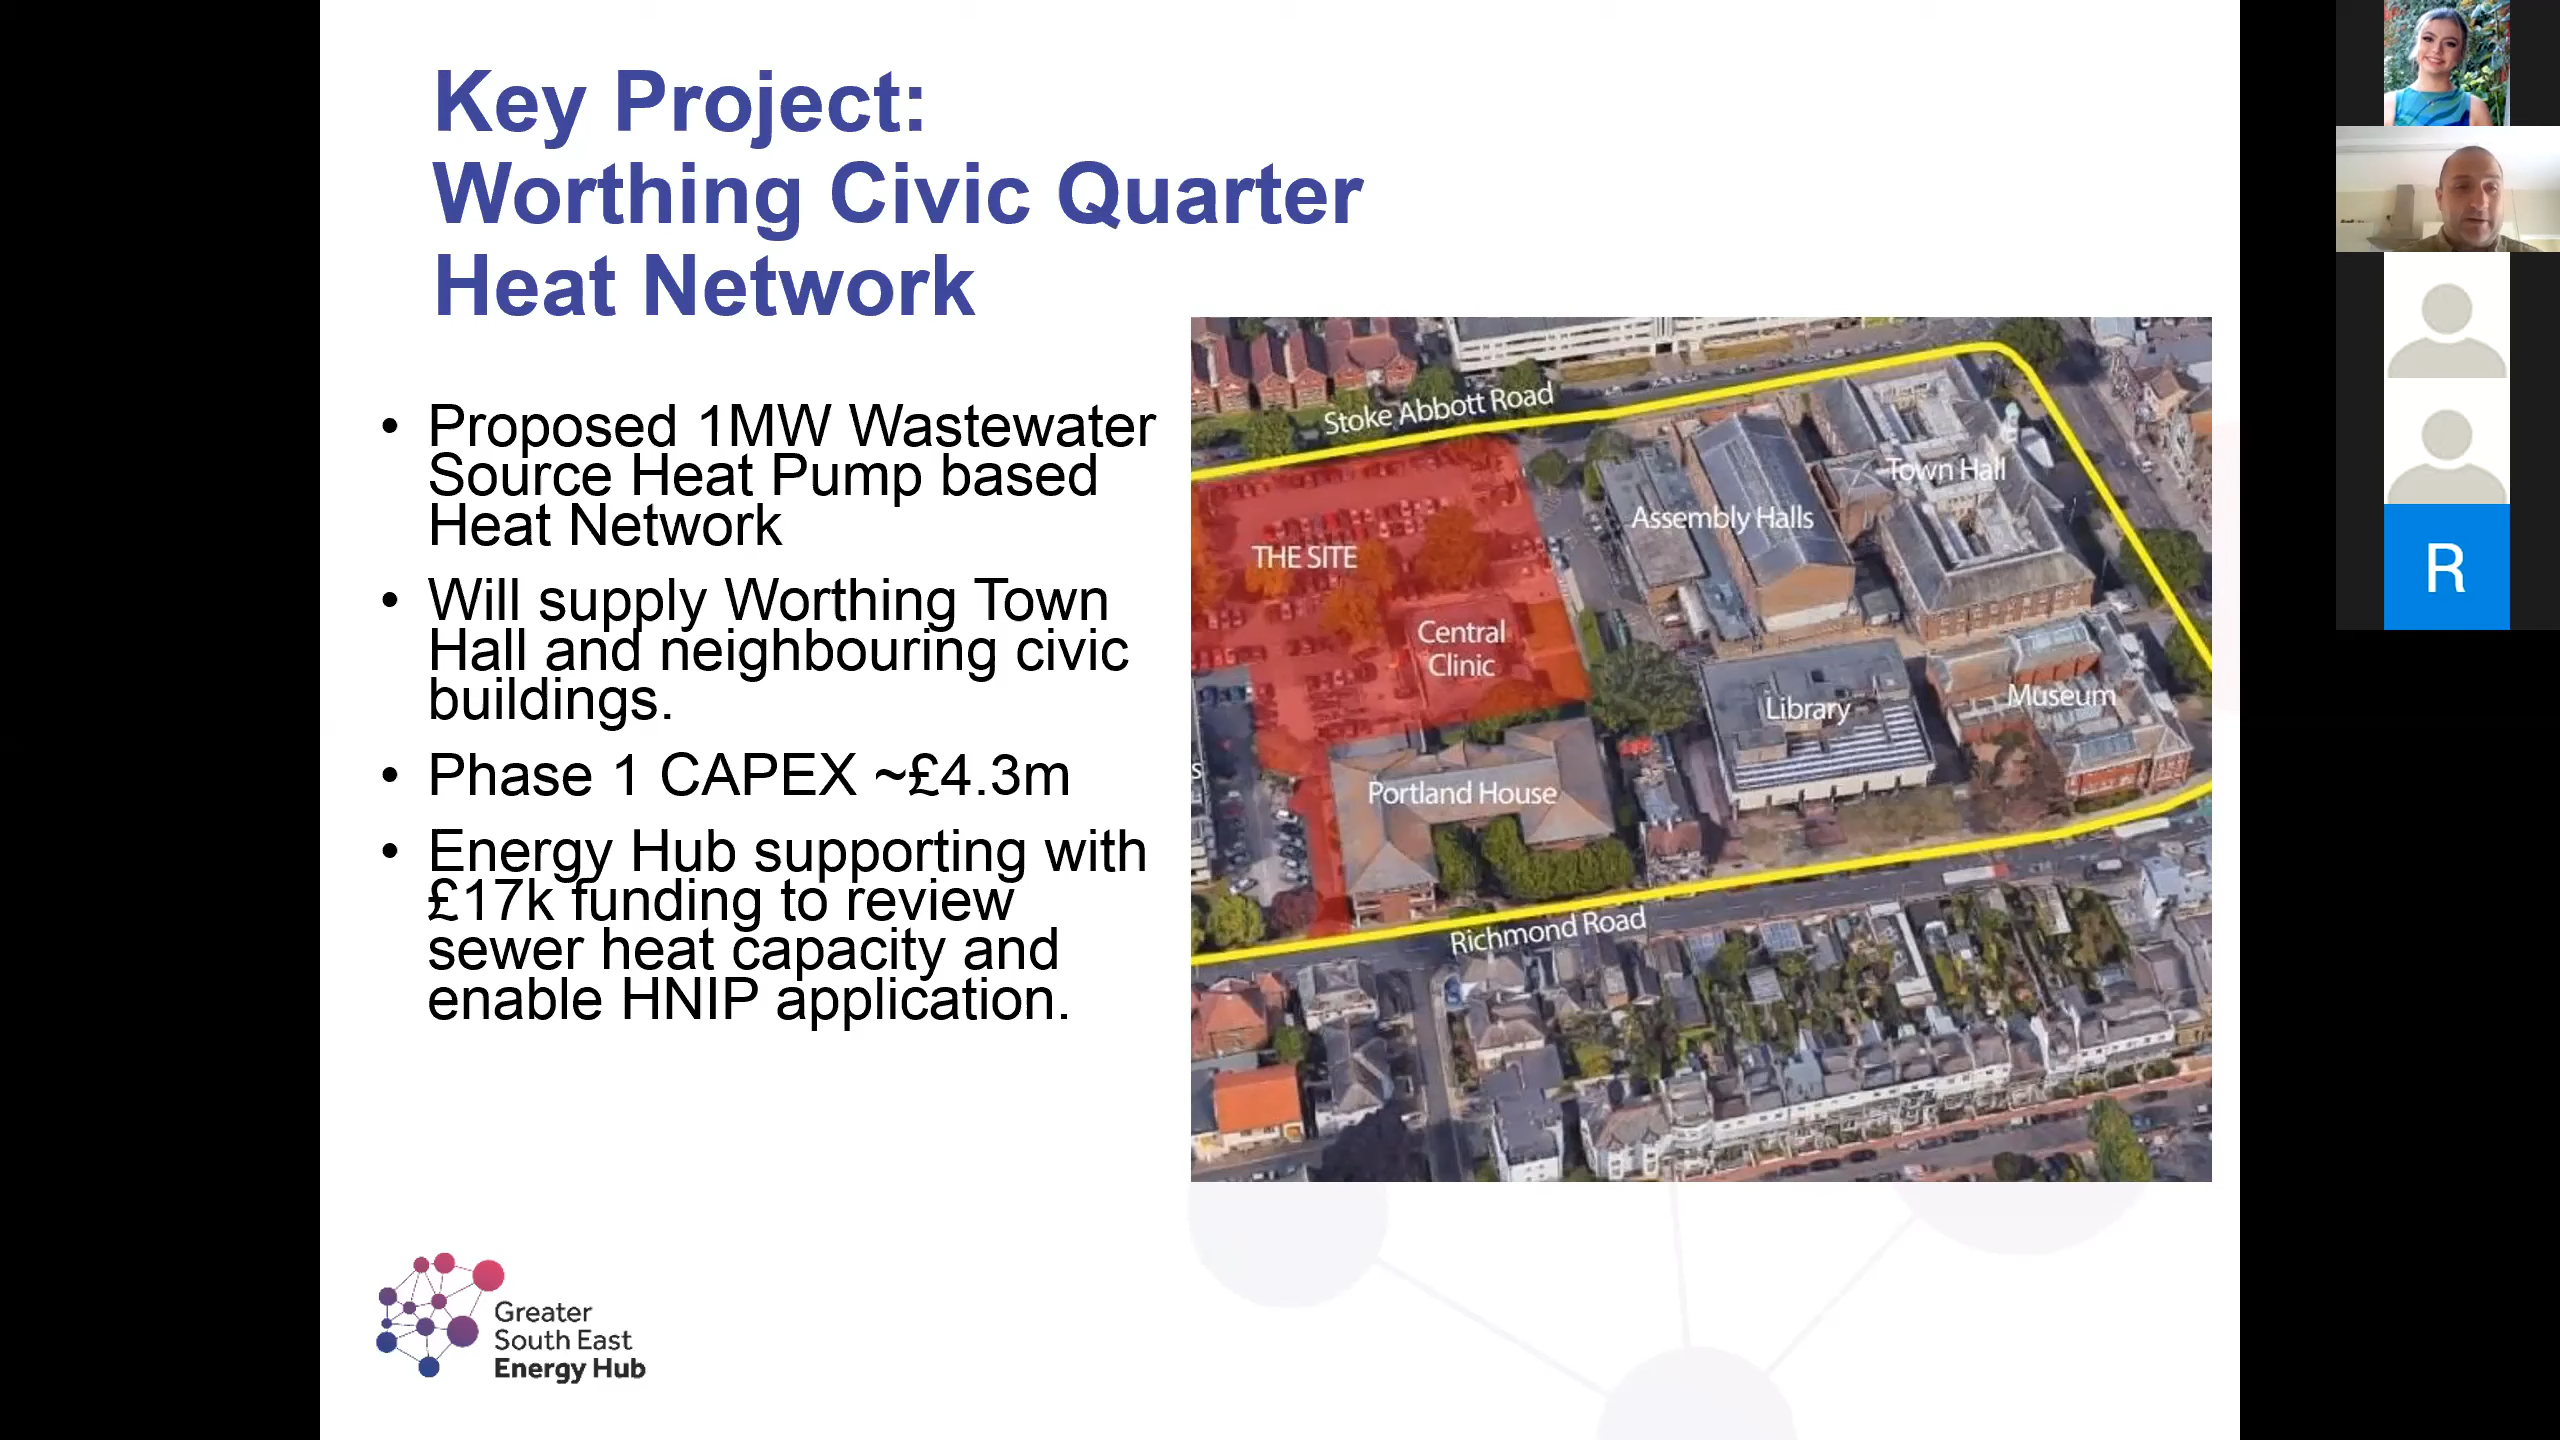 Key Project:
Worthing Civic Quarter
Heat Network
• Proposed 1MW Wastewater
Source Heat Pump based
Heat Network
• Will supply Worthing Town
Hall and neighbouring civic
buildings.
• Phase 1 CAPEX ~£4.3m
• Energy Hub supporting with
£17k funding to review
sewer heat capacity and
enable HNIP application.
Stoke Abbott Road
Town Hall
Assembly Halls
THE SITE
Central
Clinic
Museum
Library
Portland House
s
Richmond Road
Greater
South East
Energy Hub
R